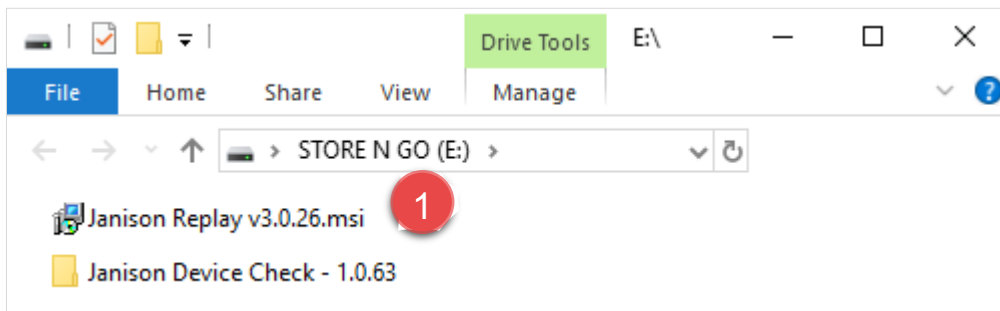 Drive Tools E:\
File Home Share View Manage
STORE N GO (E:)
1
Janison Replay v3.0.26.msi
Janison Device Check - 1.0.63